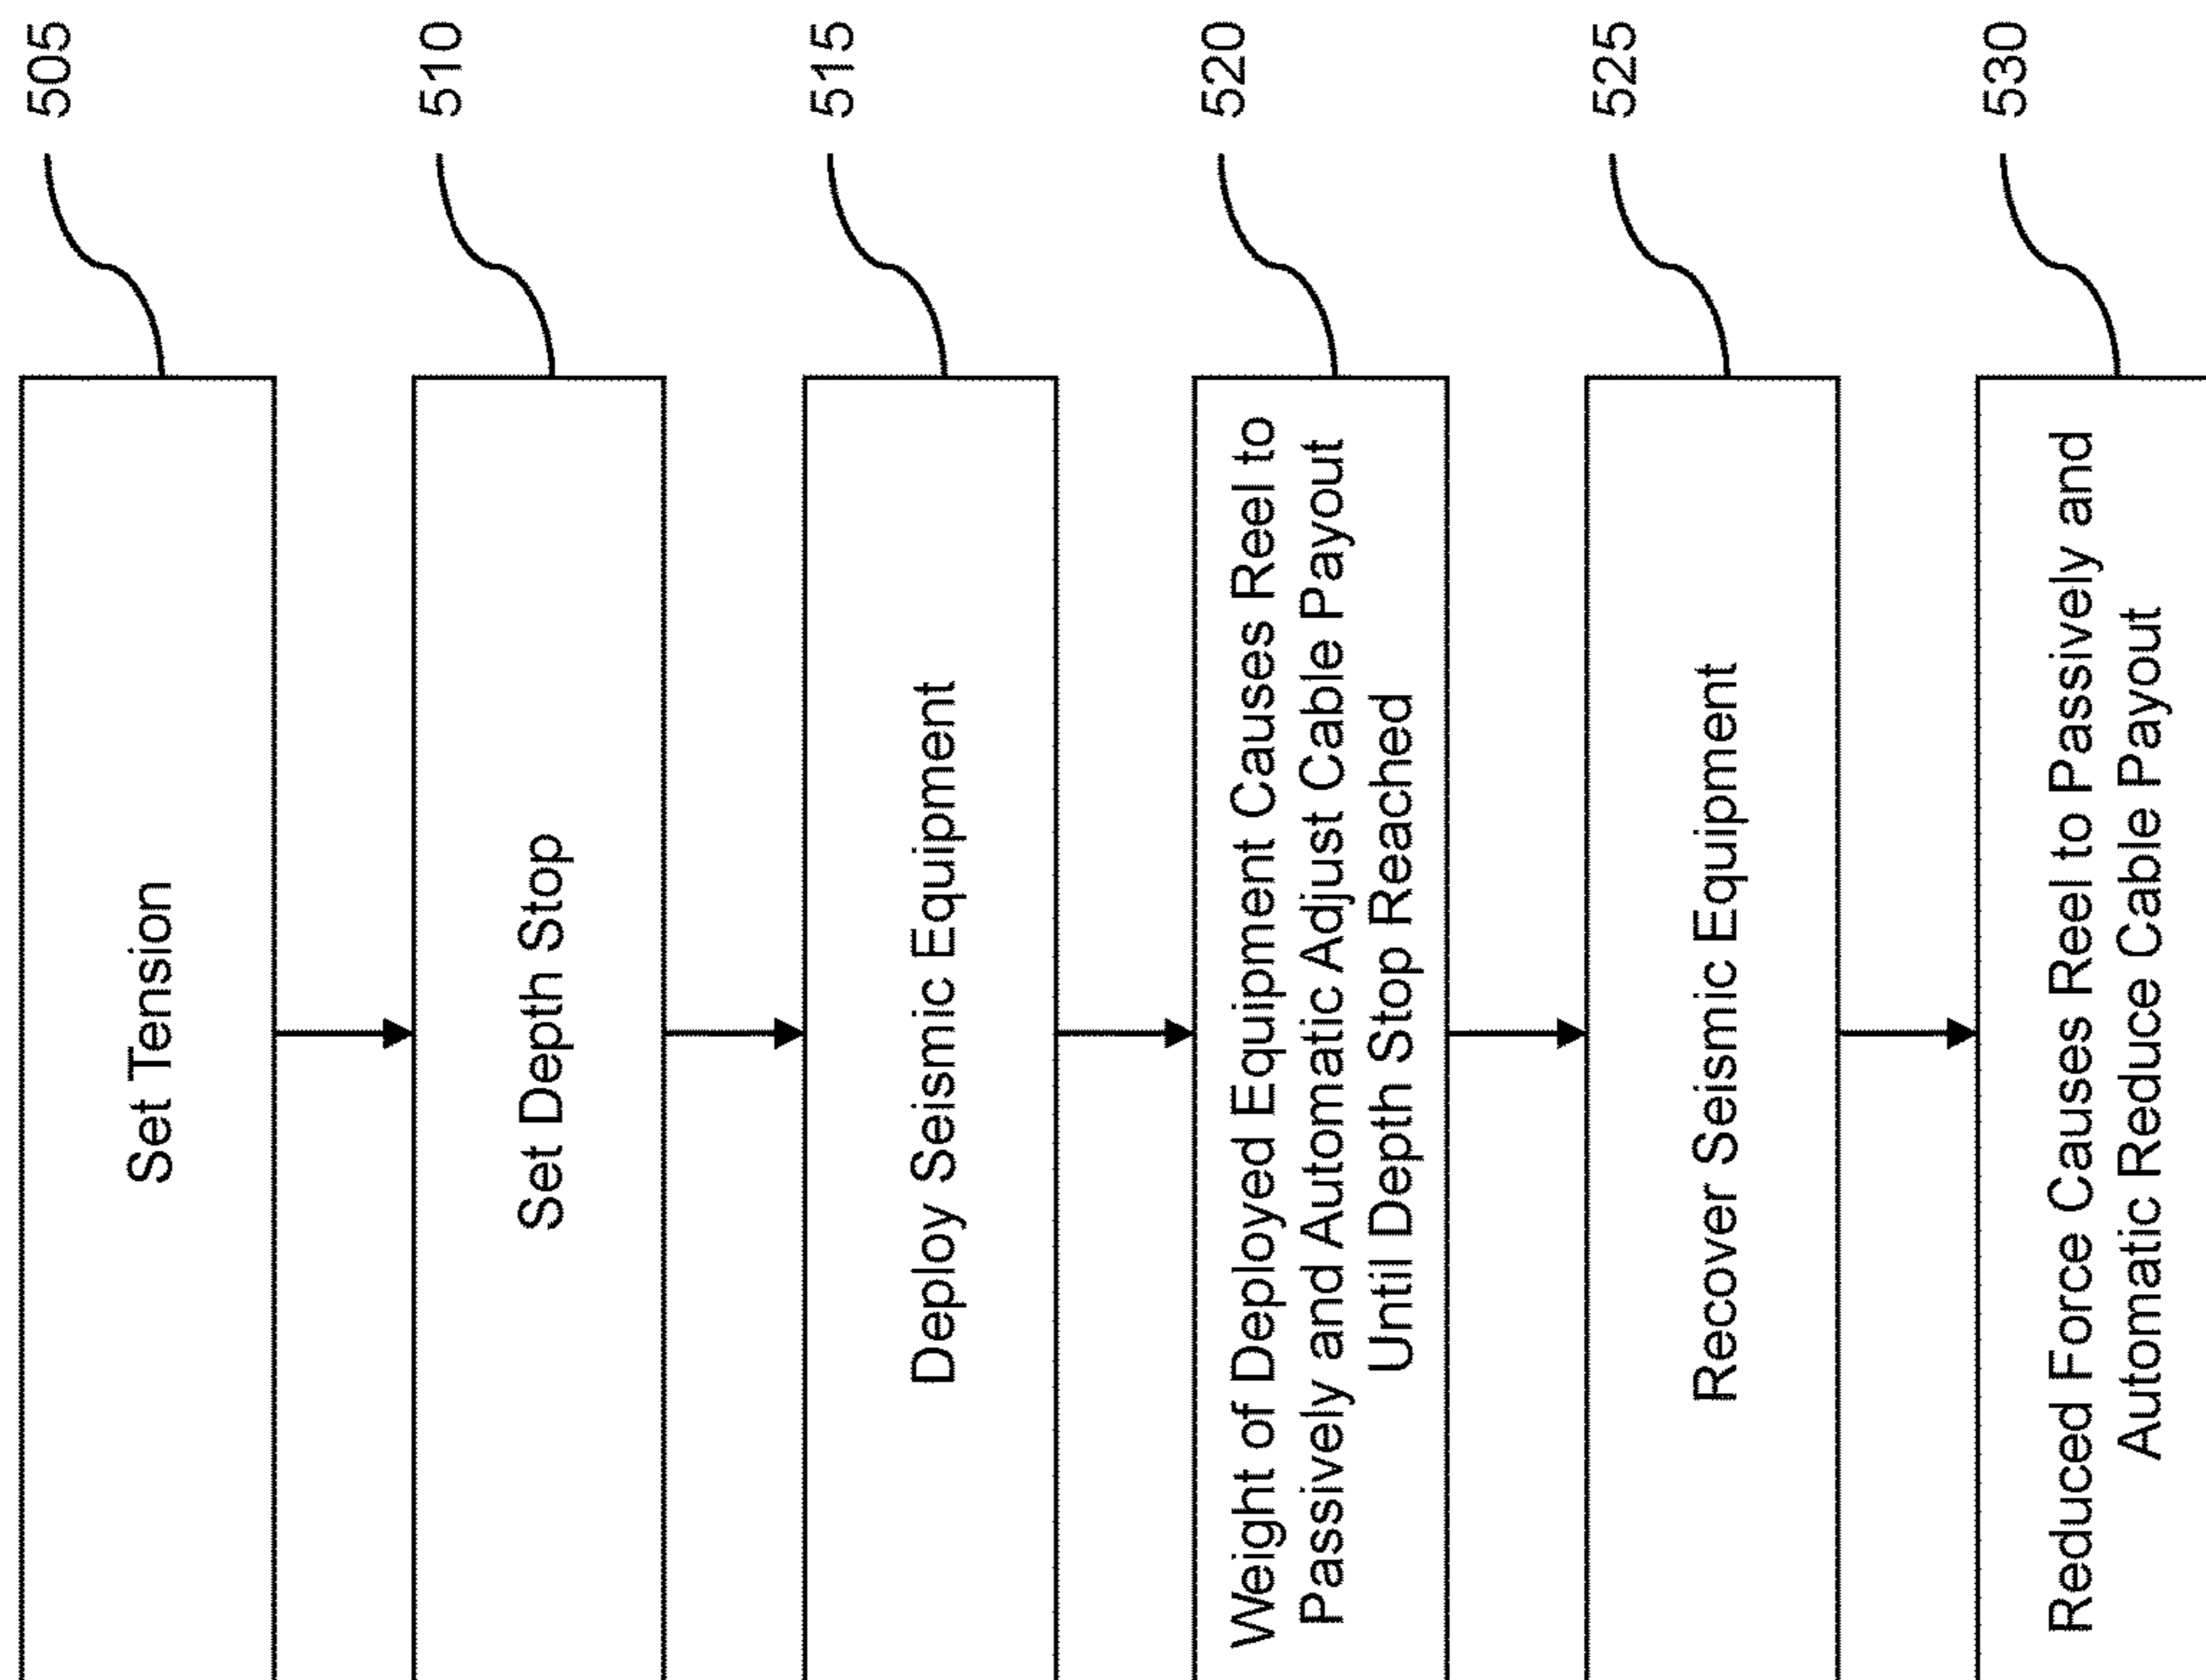 505
Set Tension
510
Set Depth Stop
515
Deploy Seismic Equipment
520
Weight of Deployed Equipment Causes Reel to
Passively and Automatic Adjust Cable Payout
Until Depth Stop Reached
525
Recover Seismic Equipment
530
Reduced Force Causes Reel to Passively and
Automatic Reduce Cable Payout